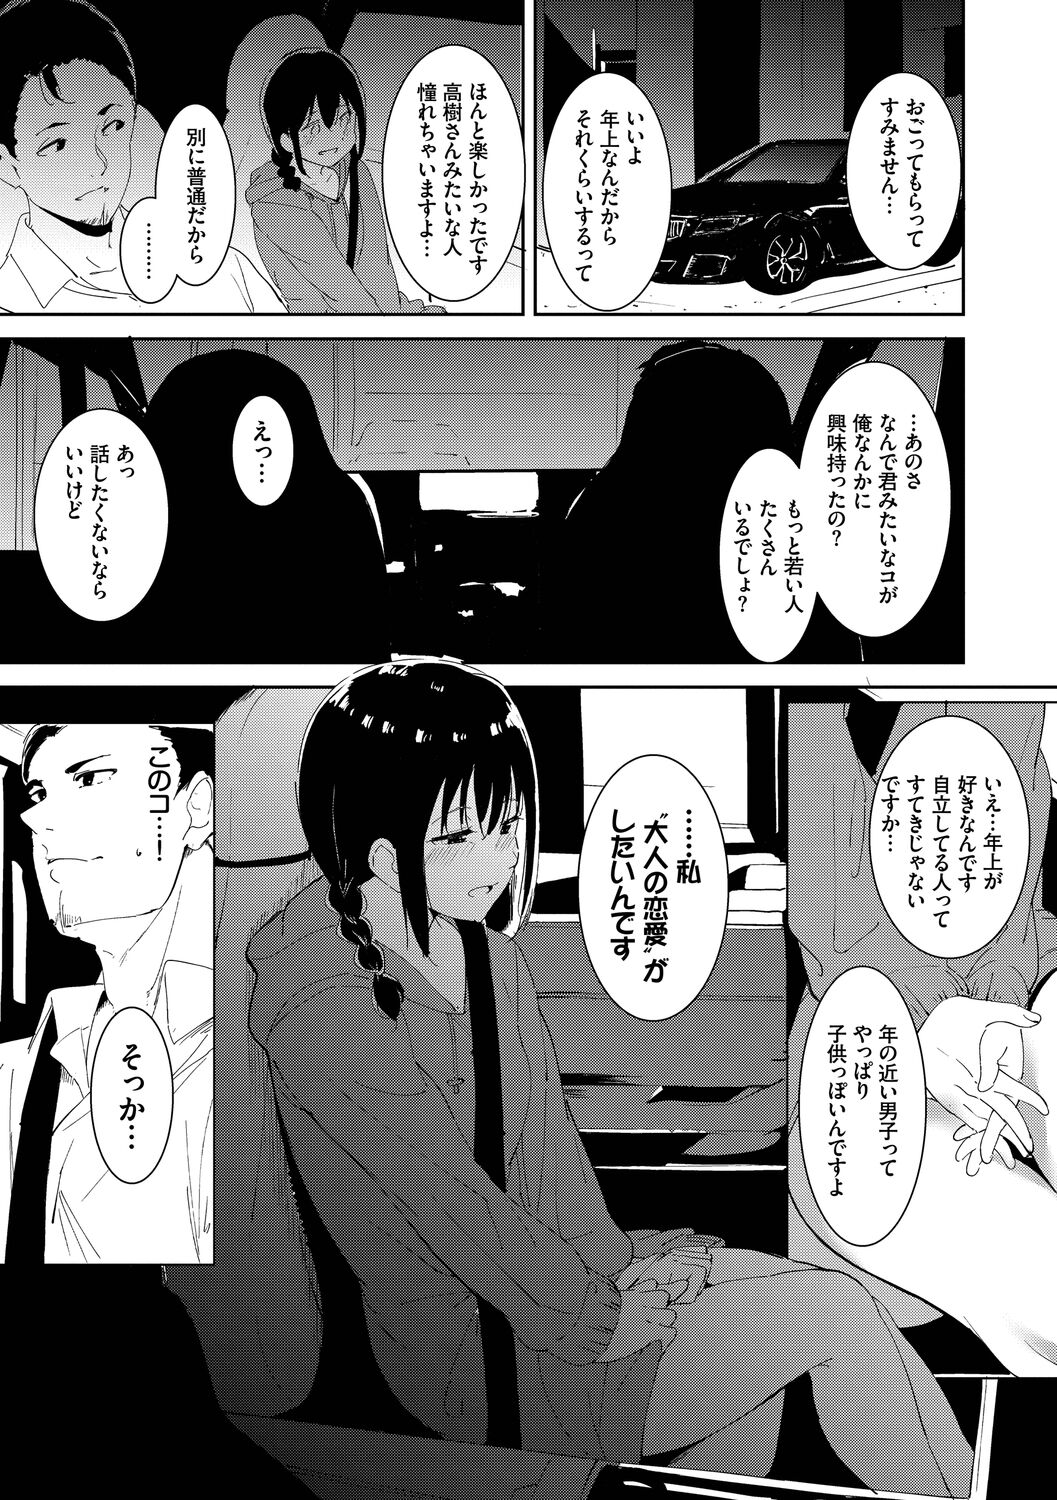 おごってもらって
すみません…
いいよ
年上なんだから
それくらいするって
ほんと楽しかったです
高樹さんみたいな人
憧れちゃいますよ…
別に普通だから
………
…あのさ
なんで君みたいなコが
俺なんかに
興味持ったの？
もっと若い人
たくさん
いるでしょ？
えっ…
あっ
話したくないなら
いいけど
いえ…年上が
好きなんです
自立してる人って
すてきじゃない
ですか…
年の近い男子って
やっぱり
子供っぽいんですよ
……私
〝大人の恋愛〟が
したいんです
このコ…！
そっか…